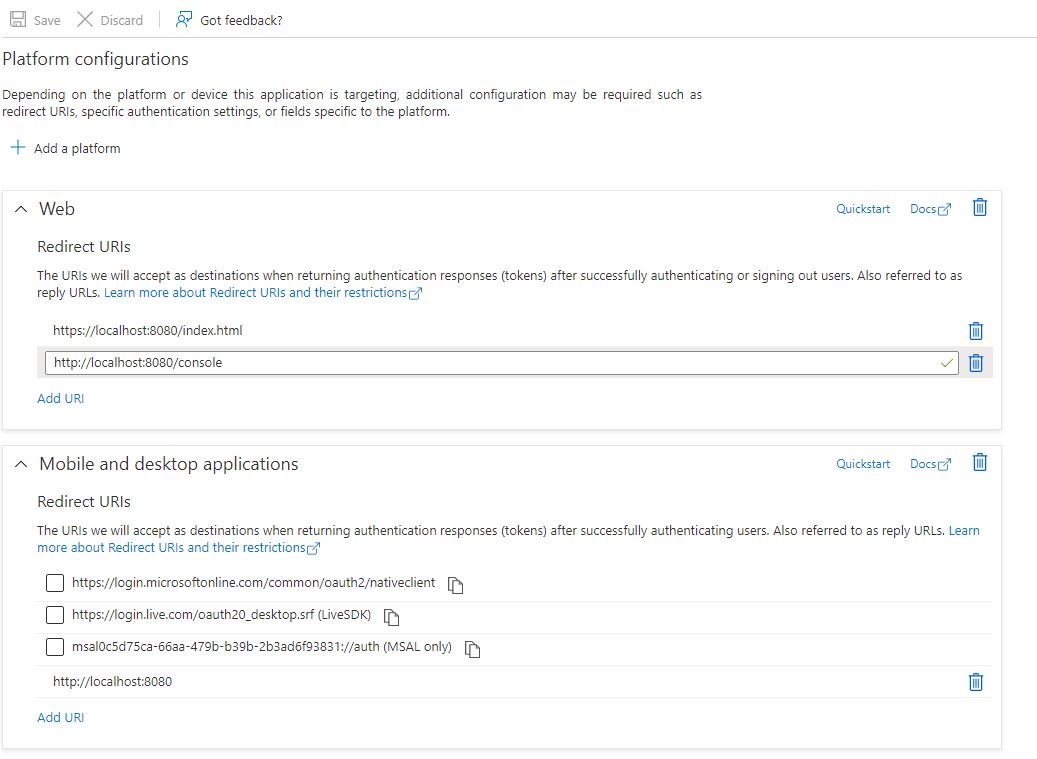 Save Discard Got feedback?
Platform configurations
Depending on the platform or device this application is targeting, additional configuration may be required such as
redirect URIs, specific authentication settings, or fields specific to the platform.
Add a platform
Web Quickstart Docs
Redirect URIs
The URIs we will accept as destinations when returning authentication responses (tokens) after successfully authenticating or signing out users. Also referred to as
reply URLs. Learn more about Redirect URIs and their restrictions
https://localhost:8080/index.html
http://localhost:8080/console
Add URI
Mobile and desktop applications Quickstart Docs
Redirect URIs
The URIs we will accept as destinations when returning authentication responses (tokens) after successfully authenticating users. Also referred to as reply URLs. Learn
more about Redirect URIs and their restrictions
https://login.microsoftonline.com/common/oauth2/nativeclient
https://login.live.com/oauth20_desktop.srf (LiveSDK)
msal0c5d75ca-66aa-479b-b39b-2b3ad6f93831://auth (MSAL only)
http://localhost:8080
Add URI